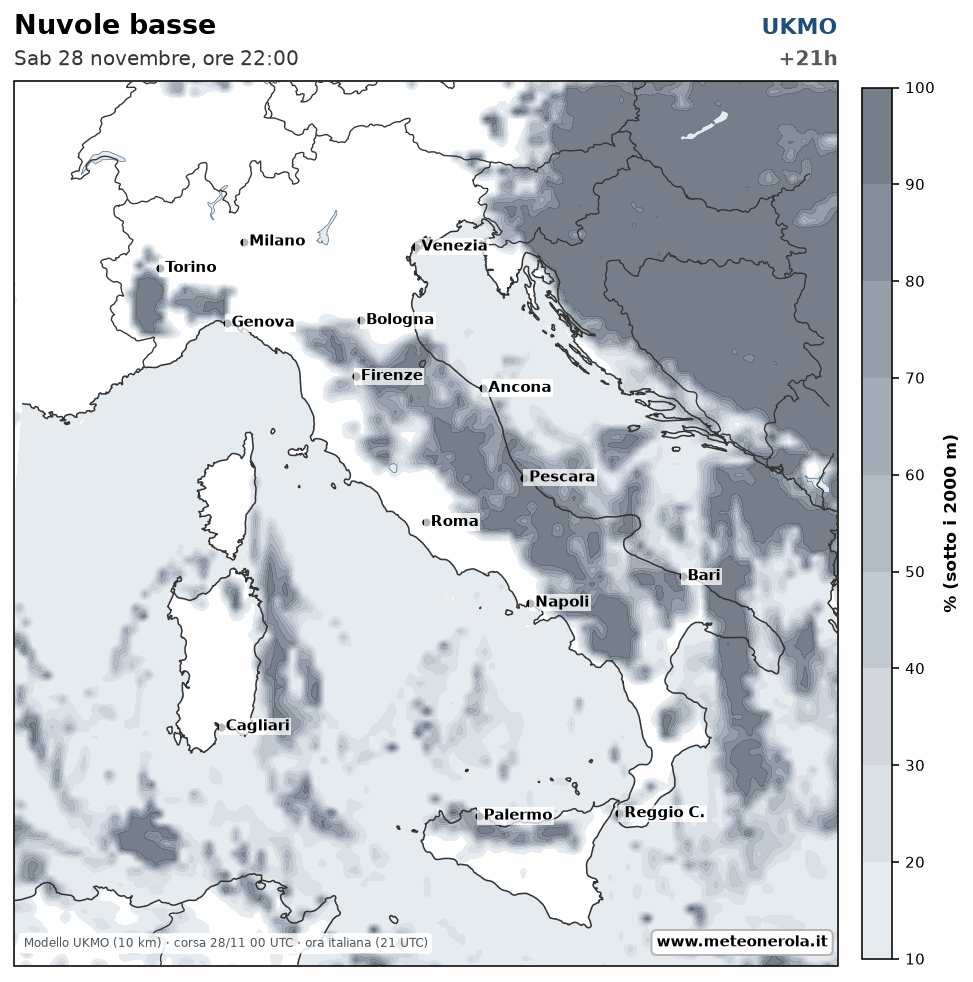 Nuvole basse
UKMO
Sab 28 novembre, ore 22:00
+21h
100
90
80
70
60
50
40
30
20
10
% (sotto i 2000 m)
Milano
Venezia
Torino
Genova
Bologna
Firenze
Ancona
Pescara
Roma
Bari
Napoli
Cagliari
Palermo
Reggio C.
Modello UKMO (10 km) · corsa 28/11 00 UTC · ora italiana (21 UTC)
www.meteonerola.it